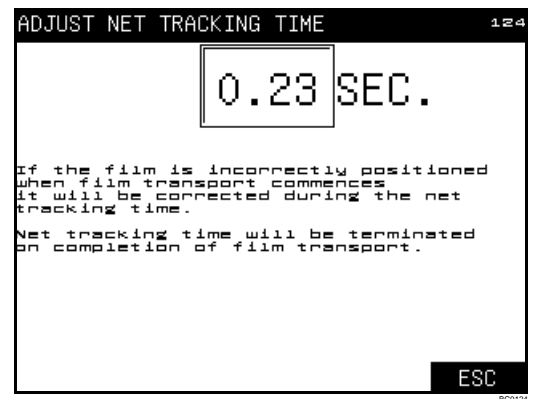 ADJUST NET TRACKING TIME 124
0.23 SEC.
If the film is incorrectly positioned
when film transport commences
it will be corrected during the net
tracking time.
Net tracking time will be terminated
on completion of film transport.
ESC
PC0124